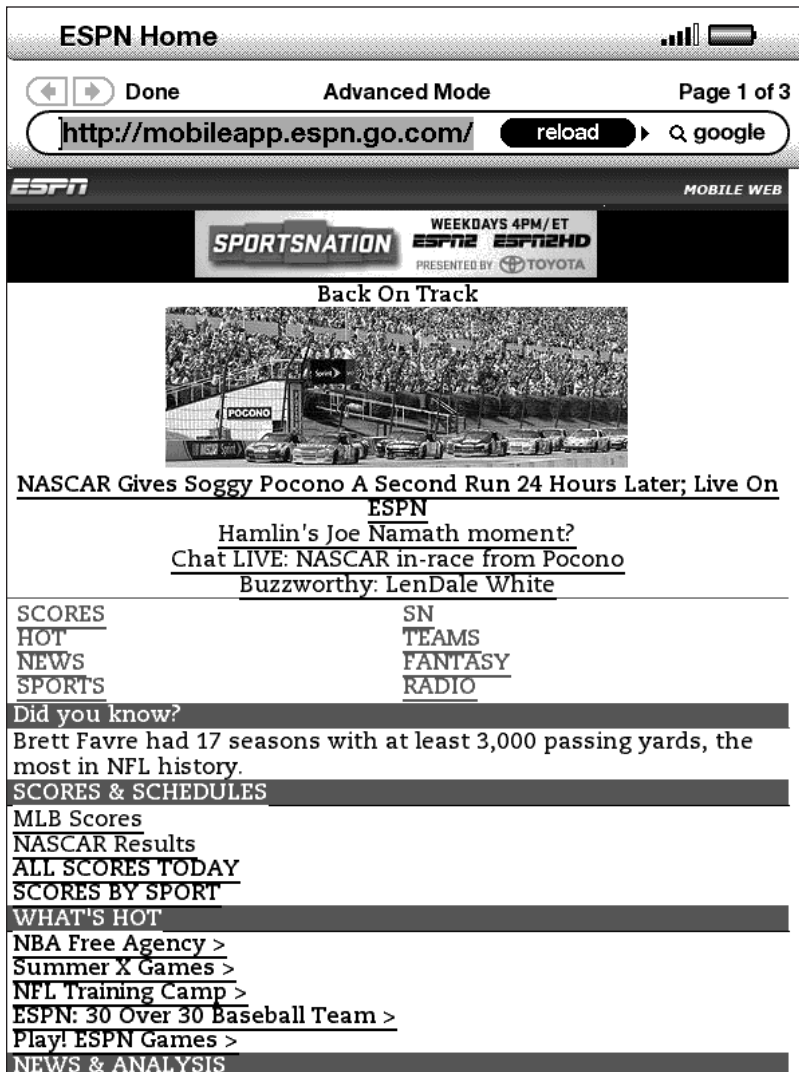 ESPN Home
Done Advanced Mode Page 1 of 3
http://mobileapp.espn.go.com/ reload google
ESPN MOBILE WEB
SPORTSNATION
WEEKDAYS 4PM/ET
ESPN2 ESPN2HD
PRESENTED BY TOYOTA
Back On Track
Sprint
POCONO
NASCAR Gives Soggy Pocono A Second Run 24 Hours Later; Live On
ESPN
Hamlin's Joe Namath moment?
Chat LIVE: NASCAR in-race from Pocono
Buzzworthy: LenDale White
SCORES SN
HOT TEAMS
NEWS FANTASY
SPORTS RADIO
Did you know?
Brett Favre had 17 seasons with at least 3,000 passing yards, the
most in NFL history.
SCORES & SCHEDULES
MLB Scores
NASCAR Results
ALL SCORES TODAY
SCORES BY SPORT
WHAT'S HOT
NBA Free Agency >
Summer X Games >
NFL Training Camp >
ESPN: 30 Over 30 Baseball Team >
Play! ESPN Games >
NEWS & ANALYSIS